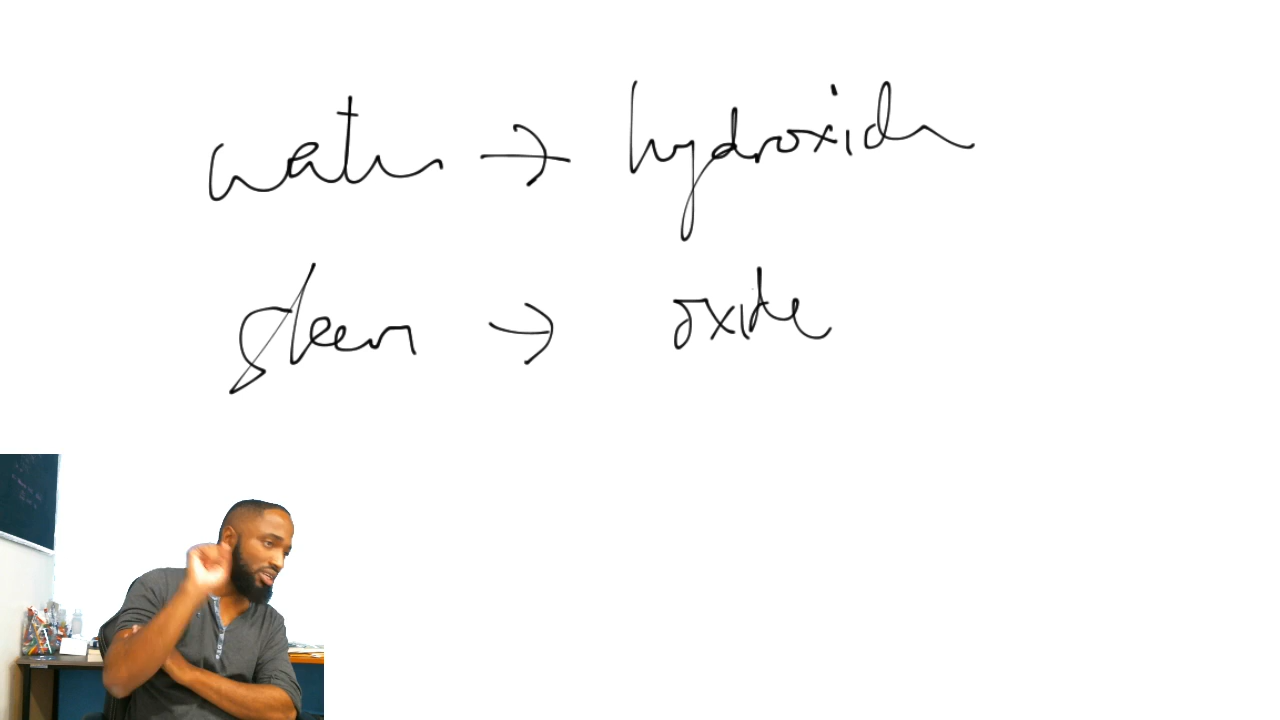 water → hydroxide
steam → oxide